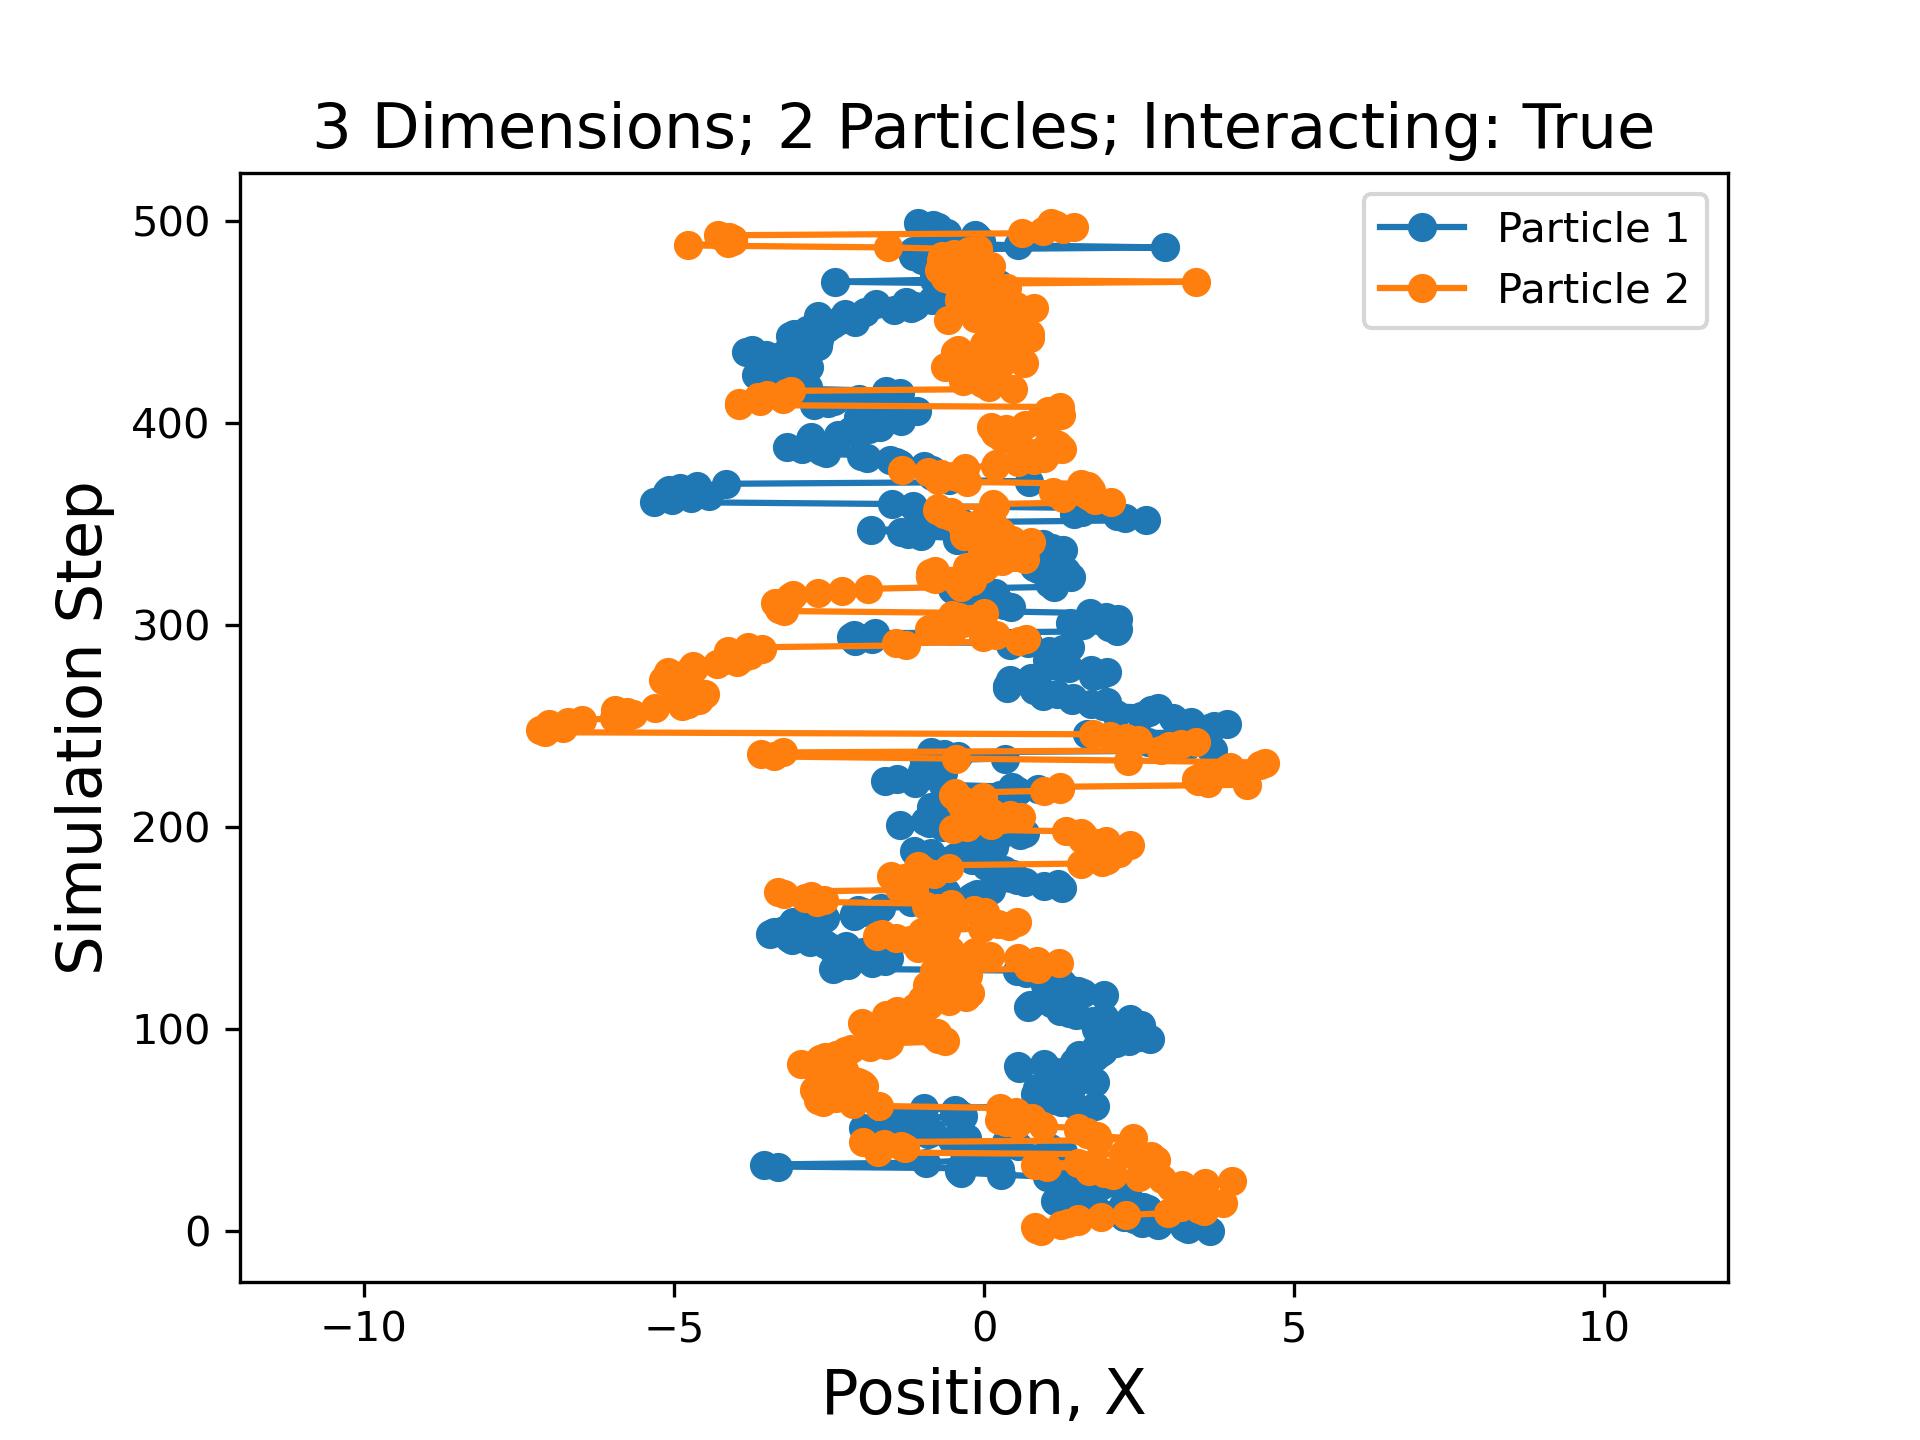 3 Dimensions; 2 Particles; Interacting: True
Particle 1
Particle 2
Simulation Step
500
400
300
200
100
0
−10
−5
0
5
10
Position, X